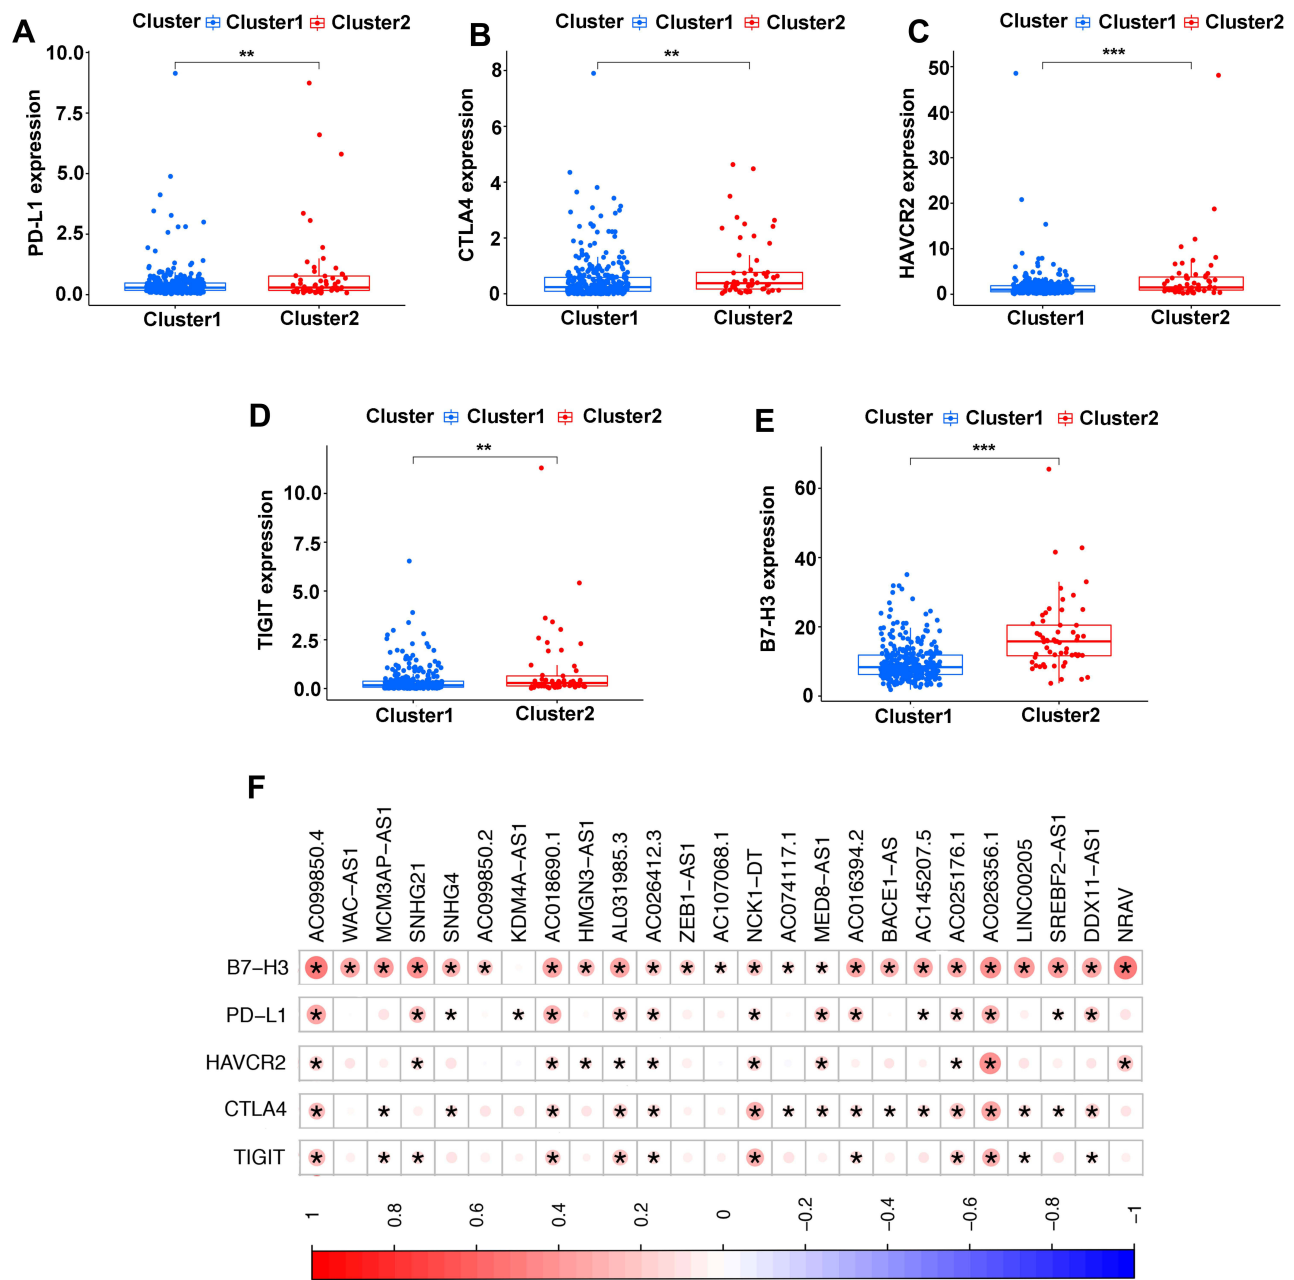 A
Cluster Cluster1 Cluster2
PD-L1 expression
10.0
7.5
5.0
2.5
0.0
**
Cluster1 Cluster2
B
Cluster Cluster1 Cluster2
CTLA4 expression
8
6
4
2
0
**
Cluster1 Cluster2
C
Cluster Cluster1 Cluster2
HAVCR2 expression
50
40
30
20
10
0
***
Cluster1 Cluster2
D
Cluster Cluster1 Cluster2
TIGIT expression
10.0
7.5
5.0
2.5
0.0
**
Cluster1 Cluster2
E
Cluster Cluster1 Cluster2
B7-H3 expression
60
40
20
0
***
Cluster1 Cluster2
F
AC099850.4
WAC−AS1
MCM3AP−AS1
SNHG21
SNHG4
AC099850.2
KDM4A−AS1
AC018690.1
HMGN3−AS1
AL031985.3
AC026412.3
ZEB1−AS1
AC107068.1
NCK1−DT
AC074117.1
MED8−AS1
AC016394.2
BACE1−AS
AC145207.5
AC025176.1
AC026356.1
LINC00205
SREBF2−AS1
DDX11−AS1
NRAV
B7−H3 * * * * * * * * * * * * * * * * * * * * * * * *
PD−L1 * * * * * * * * * * * * * * * *
HAVCR2 * * * * * * * * * * *
CTLA4 * * * * * * * * * * * * * * * * * *
TIGIT * * * * * * * * * * * *
1 0.8 0.6 0.4 0.2 0 −0.2 −0.4 −0.6 −0.8 −1